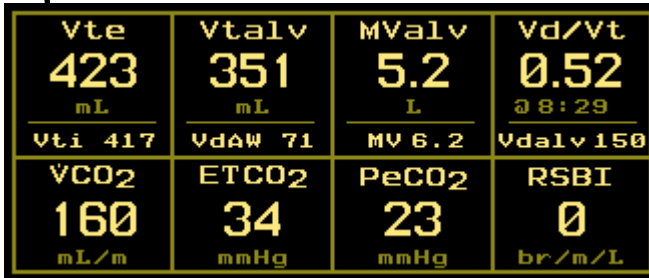 Vte Vtalv MValv Vd/Vt
423 351 5.2 0.52
mL mL L @8:29
Vti 417 VdAW 71 MV 6.2 Vdalv 150
V̇CO2 ETCO2 PeCO2 RSBI
160 34 23 0
mL/m mmHg mmHg br/m/L